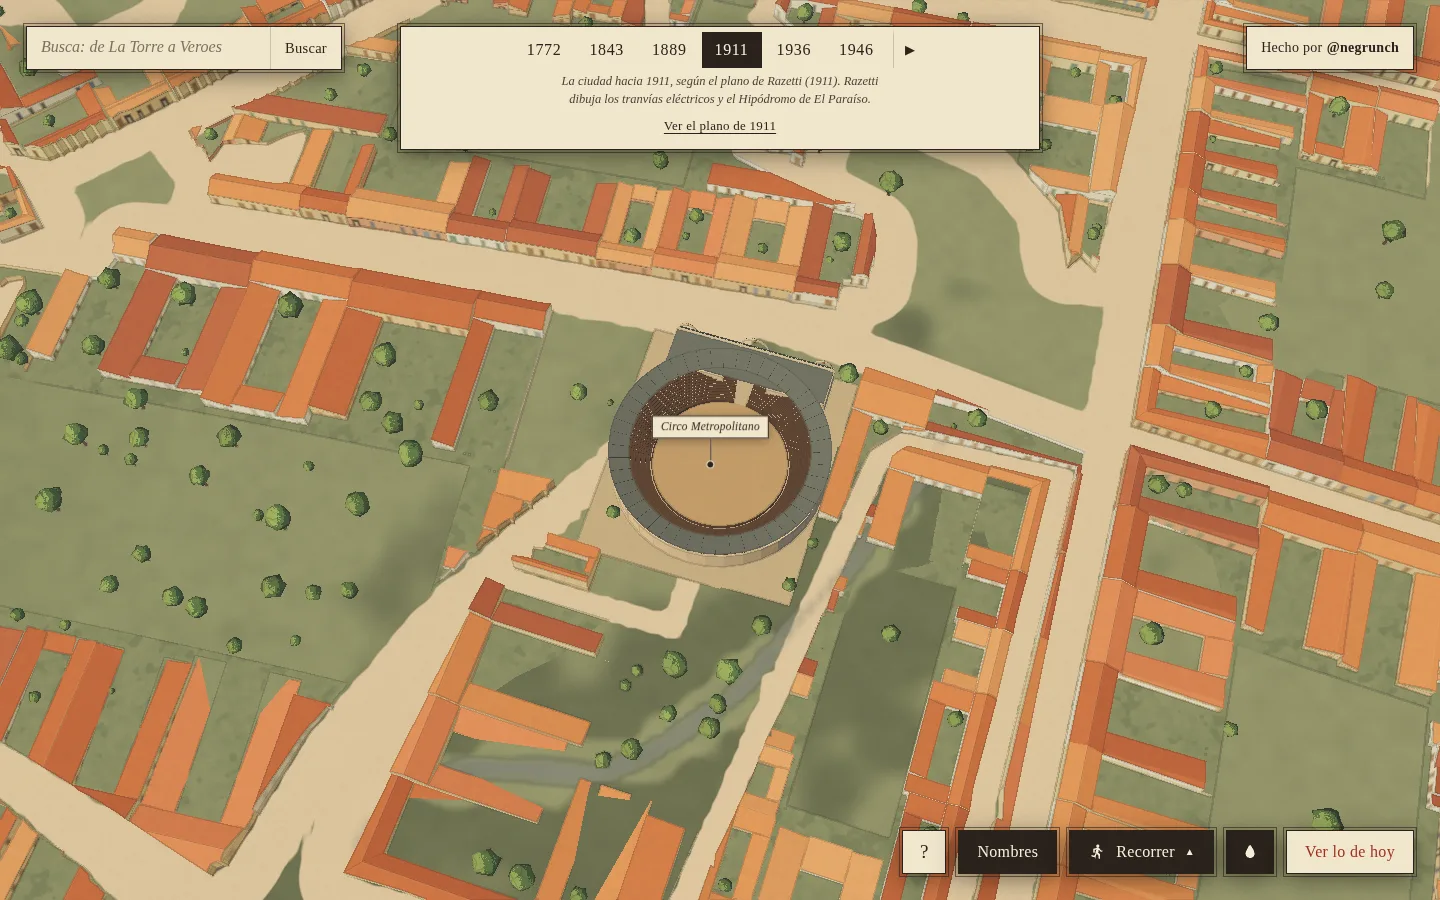 Busca: de La Torre a Veroes
Buscar
1772 1843 1889 1911 1936 1946
La ciudad hacia 1911, según el plano de Razetti (1911). Razetti
dibuja los tranvías eléctricos y el Hipódromo de El Paraíso.
Ver el plano de 1911
Hecho por @negrunch
Circo Metropolitano
?
Nombres
Recorrer
Ver lo de hoy